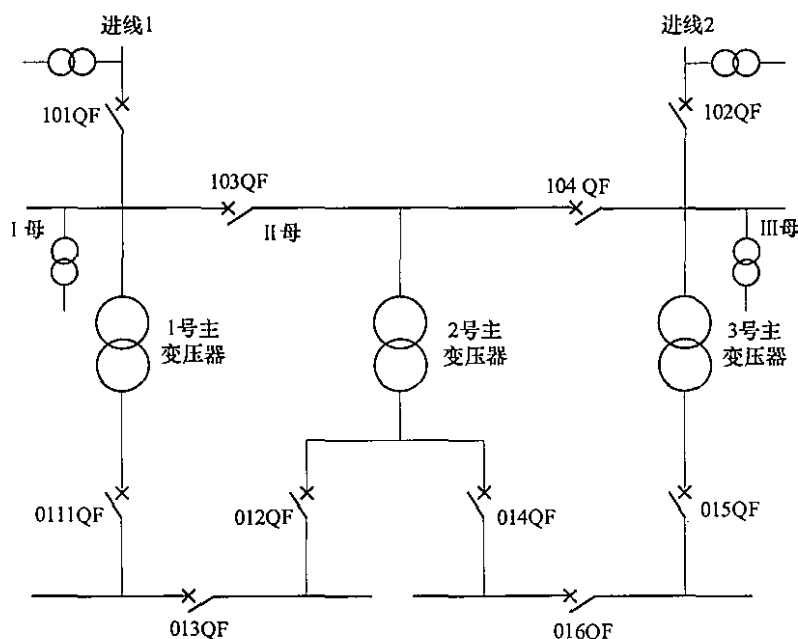 进线1
进线2
101QF
102QF
103QF
104 QF
I 母
II 母
III母
1号主
变压器
2号主
变压器
3号主
变压器
0111QF
012QF
014QF
015QF
013QF
016QF